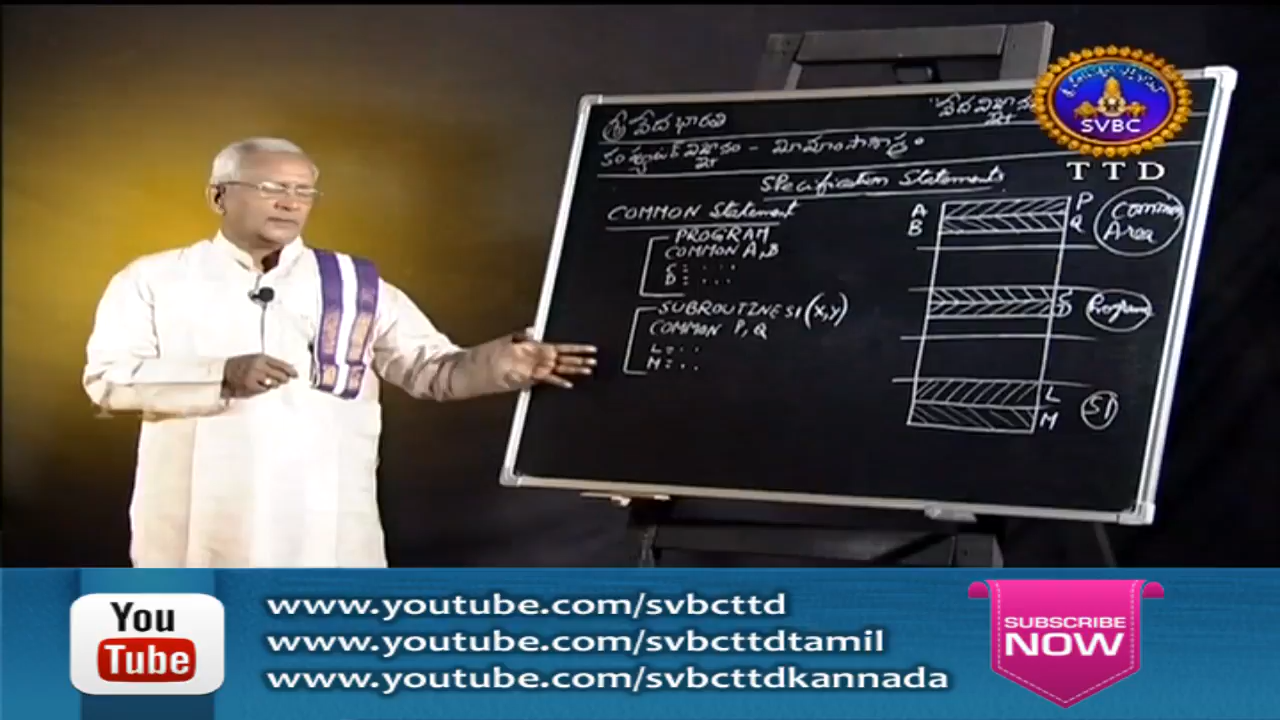 శ్రీ వేద భారతి
వేద విజ్ఞానం
కంప్యూటర్ విజ్ఞానం - మీమాంసా శాస్త్రం
Specification Statements
COMMON Statement
PROGRAM
COMMON A,B
C = ...
D = ...
SUBROUTINE S1 (X,Y)
COMMON P, Q
L = ..
M = ..
A P
B Q
Common
Area
Program
L
M
S1
SVBC
TTD
You
Tube
www.youtube.com/svbcttd
www.youtube.com/svbcttdtamil
www.youtube.com/svbcttdkannada
SUBSCRIBE
NOW